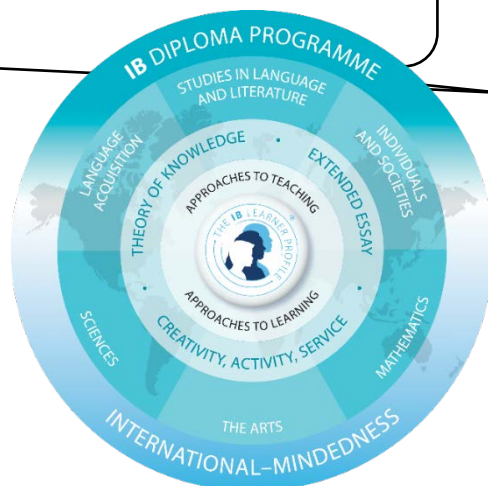 IB DIPLOMA PROGRAMME
STUDIES IN LANGUAGE
AND LITERATURE
LANGUAGE
ACQUISITION
INDIVIDUALS
AND SOCIETIES
THEORY OF KNOWLEDGE
EXTENDED ESSAY
APPROACHES TO TEACHING
THE IB LEARNER PROFILE
APPROACHES TO LEARNING
CREATIVITY, ACTIVITY, SERVICE
SCIENCES
MATHEMATICS
THE ARTS
INTERNATIONAL–MINDEDNESS